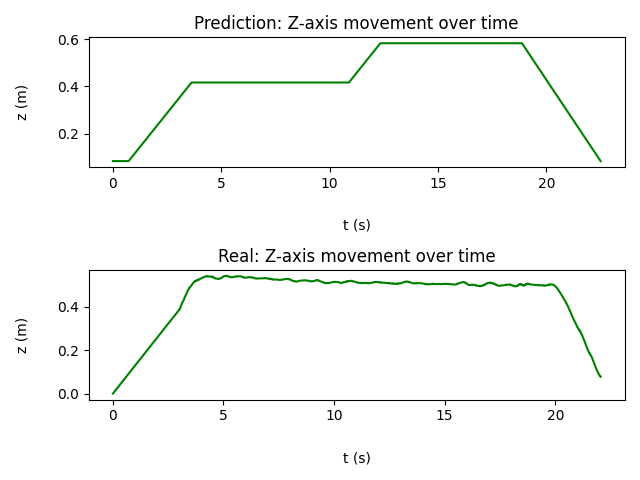 Prediction: Z-axis movement over time
0.6
0.4
0.2
z (m)
0 5 10 15 20
t (s)
Real: Z-axis movement over time
0.4
0.2
0.0
z (m)
0 5 10 15 20
t (s)